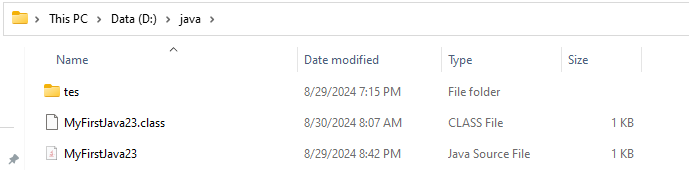 This PC > Data (D:) > java >
Name Date modified Type Size
tes 8/29/2024 7:15 PM File folder
MyFirstJava23.class 8/30/2024 8:07 AM CLASS File 1 KB
MyFirstJava23 8/29/2024 8:42 PM Java Source File 1 KB